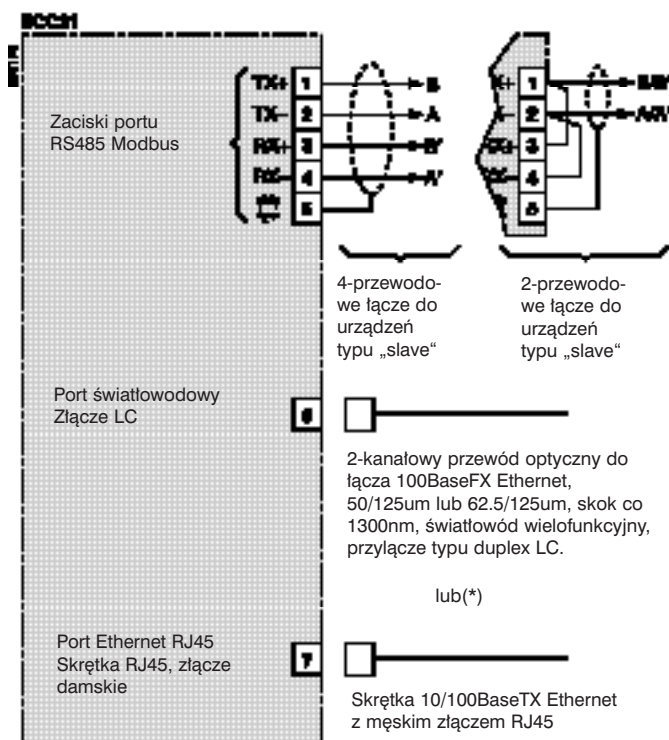 Zaciski portu
RS485 Modbus
TX+ 1 B
TX- 2 A
RX+ 3 B'
RX- 4 A'
5
1 B/B'
2 A/A'
3
4
5
4-przewodo-
we łącze do
urządzeń
typu „slave“
2-przewodo-
we łącze do
urządzeń
typu „slave“
Port światłowodowy
Złącze LC
6
2-kanałowy przewód optyczny do
łącza 100BaseFX Ethernet,
50/125um lub 62.5/125um, skok co
1300nm, światłowód wielofunkcyjny,
przyłącze typu duplex LC.
lub(*)
Port Ethernet RJ45
Skrętka RJ45, złącze
damskie
7
Skrętka 10/100BaseTX Ethernet
z męskim złączem RJ45